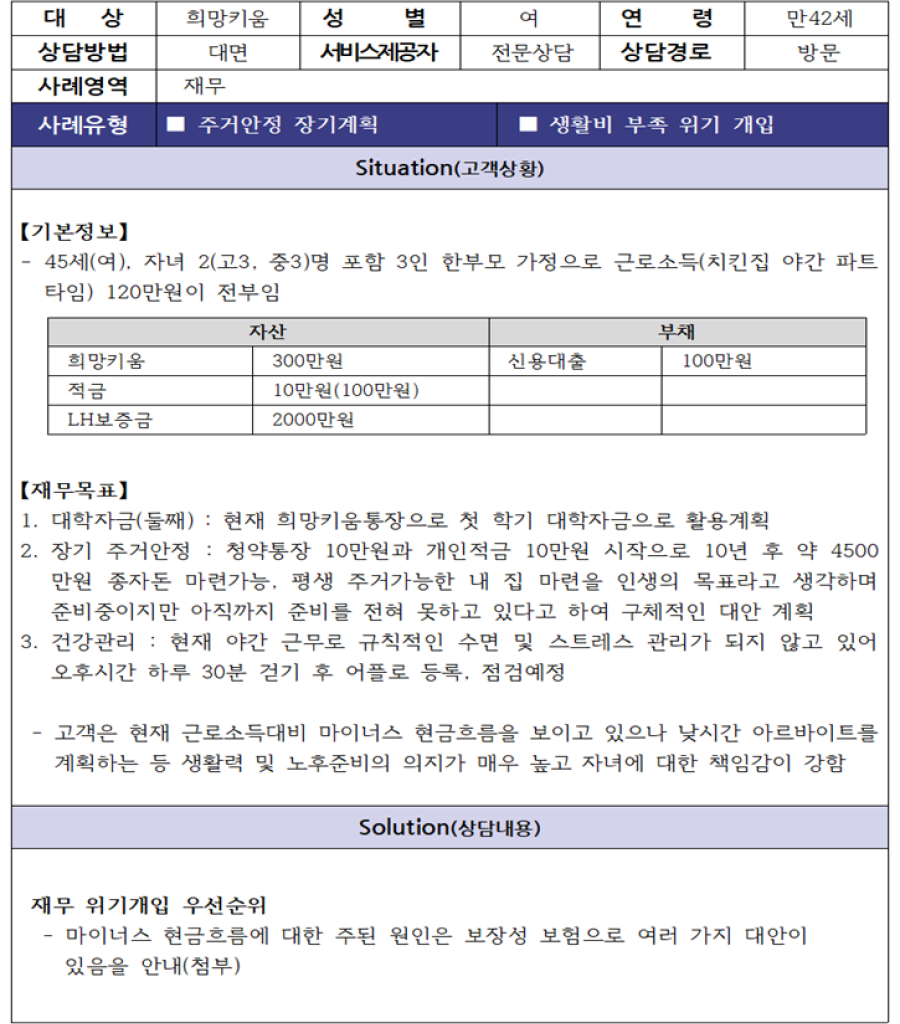 대 상 희망키움 성 별 여 연 령 만42세
상담방법 대면 서비스제공자 전문상담 상담경로 방문
사례영역 재무
사례유형 ■ 주거안정 장기계획 ■ 생활비 부족 위기 개입
Situation(고객상황)
【기본정보】
- 45세(여), 자녀 2(고3, 중3)명 포함 3인 한부모 가정으로 근로소득(치킨집 야간 파트
타임) 120만원이 전부임
자산 부채
희망키움 300만원 신용대출 100만원
적금 10만원(100만원)
LH보증금 2000만원
【재무목표】
1. 대학자금(둘째) : 현재 희망키움통장으로 첫 학기 대학자금으로 활용계획
2. 장기 주거안정 : 청약통장 10만원과 개인적금 10만원 시작으로 10년 후 약 4500
만원 종자돈 마련가능, 평생 주거가능한 내 집 마련을 인생의 목표라고 생각하며
준비중이지만 아직까지 준비를 전혀 못하고 있다고 하여 구체적인 대안 계획
3. 건강관리 : 현재 야간 근무로 규칙적인 수면 및 스트레스 관리가 되지 않고 있어
오후시간 하루 30분 걷기 후 어플로 등록, 점검예정
- 고객은 현재 근로소득대비 마이너스 현금흐름을 보이고 있으나 낮시간 아르바이트를
계획하는 등 생활력 및 노후준비의 의지가 매우 높고 자녀에 대한 책임감이 강함
Solution(상담내용)
재무 위기개입 우선순위
- 마이너스 현금흐름에 대한 주된 원인은 보장성 보험으로 여러 가지 대안이
있음을 안내(첨부)